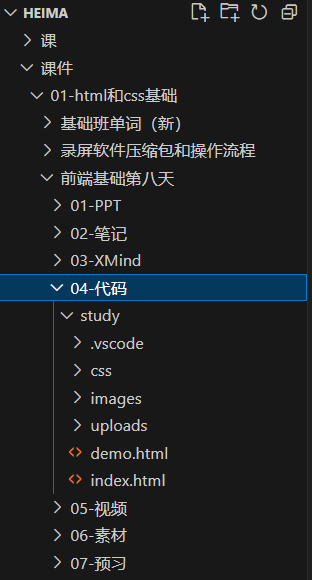 HEIMA
课
课件
01-html和css基础
基础班单词（新）
录屏软件压缩包和操作流程
前端基础第八天
01-PPT
02-笔记
03-XMind
04-代码
study
.vscode
css
images
uploads
demo.html
index.html
05-视频
06-素材
07-预习